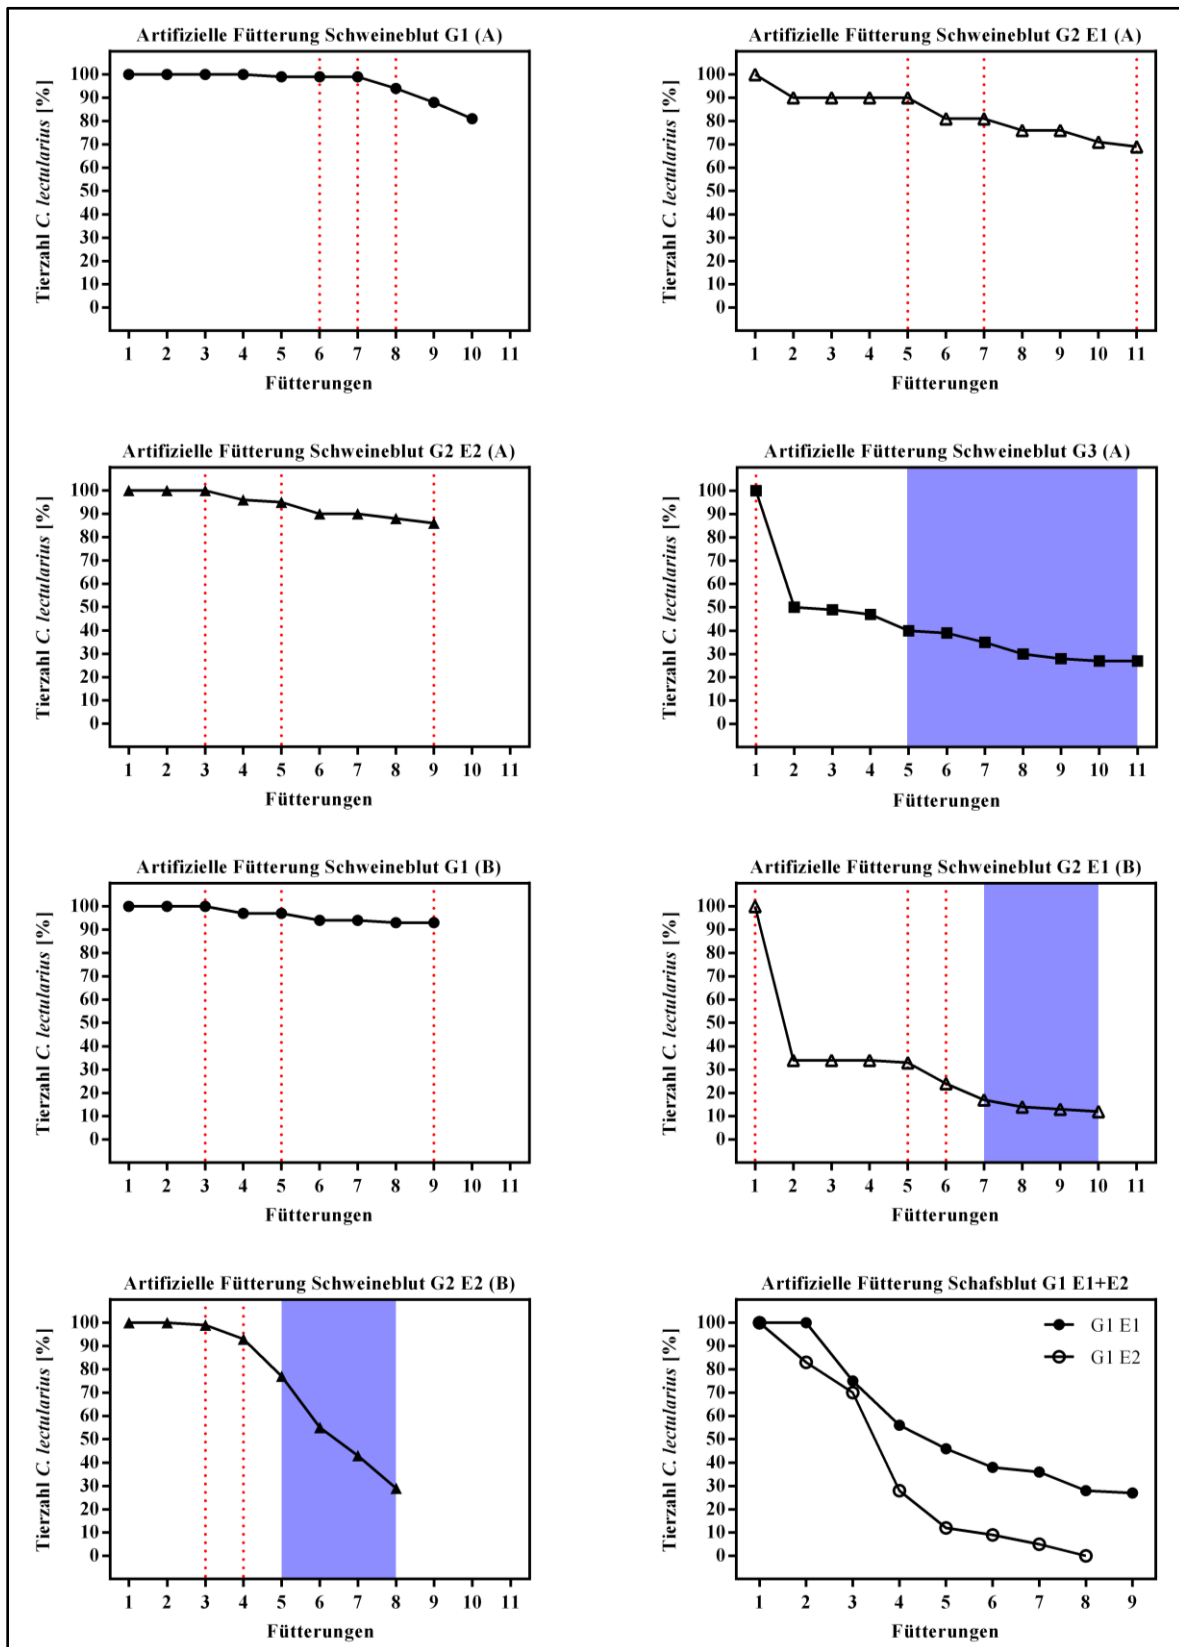 Artifizielle Fütterung Schweineblut G1 (A)
Tierzahl C. lectularius [%]
100
90
80
70
60
50
40
30
20
10
0
1 2 3 4 5 6 7 8 9 10 11
Fütterungen
Artifizielle Fütterung Schweineblut G2 E1 (A)
Tierzahl C. lectularius [%]
100
90
80
70
60
50
40
30
20
10
0
1 2 3 4 5 6 7 8 9 10 11
Fütterungen
Artifizielle Fütterung Schweineblut G2 E2 (A)
Tierzahl C. lectularius [%]
100
90
80
70
60
50
40
30
20
10
0
1 2 3 4 5 6 7 8 9 10 11
Fütterungen
Artifizielle Fütterung Schweineblut G3 (A)
Tierzahl C. lectularius [%]
100
90
80
70
60
50
40
30
20
10
0
1 2 3 4 5 6 7 8 9 10 11
Fütterungen
Artifizielle Fütterung Schweineblut G1 (B)
Tierzahl C. lectularius [%]
100
90
80
70
60
50
40
30
20
10
0
1 2 3 4 5 6 7 8 9 10 11
Fütterungen
Artifizielle Fütterung Schweineblut G2 E1 (B)
Tierzahl C. lectularius [%]
100
90
80
70
60
50
40
30
20
10
0
1 2 3 4 5 6 7 8 9 10 11
Fütterungen
Artifizielle Fütterung Schweineblut G2 E2 (B)
Tierzahl C. lectularius [%]
100
90
80
70
60
50
40
30
20
10
0
1 2 3 4 5 6 7 8 9 10 11
Fütterungen
Artifizielle Fütterung Schafsblut G1 E1+E2
Tierzahl C. lectularius [%]
100
90
80
70
60
50
40
30
20
10
0
G1 E1
G1 E2
1 2 3 4 5 6 7 8 9
Fütterungen